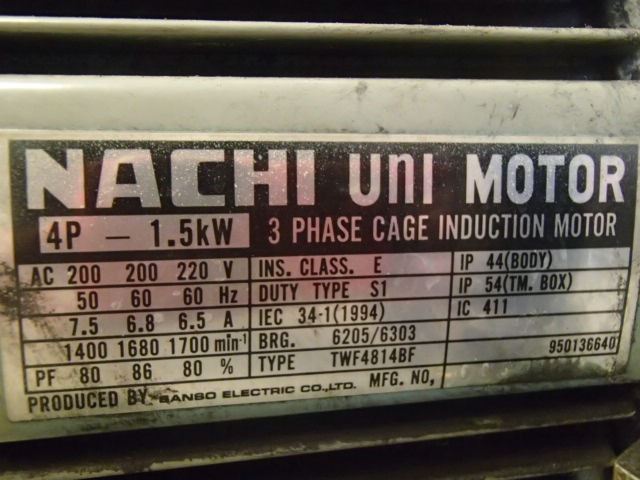 NACHI uni MOTOR
4P - 1.5kW 3 PHASE CAGE INDUCTION MOTOR
AC 200 200 220 V INS. CLASS. E IP 44(BODY)
50 60 60 Hz DUTY TYPE S1 IP 54(TM. BOX)
7.5 6.8 6.5 A IEC 34-1(1994) IC 411
1400 1680 1700 min-1 BRG. 6205/6303 950136640
PF 80 86 80 % TYPE TWF4814BF
PRODUCED BY SANSO ELECTRIC CO.,LTD. MFG. NO,